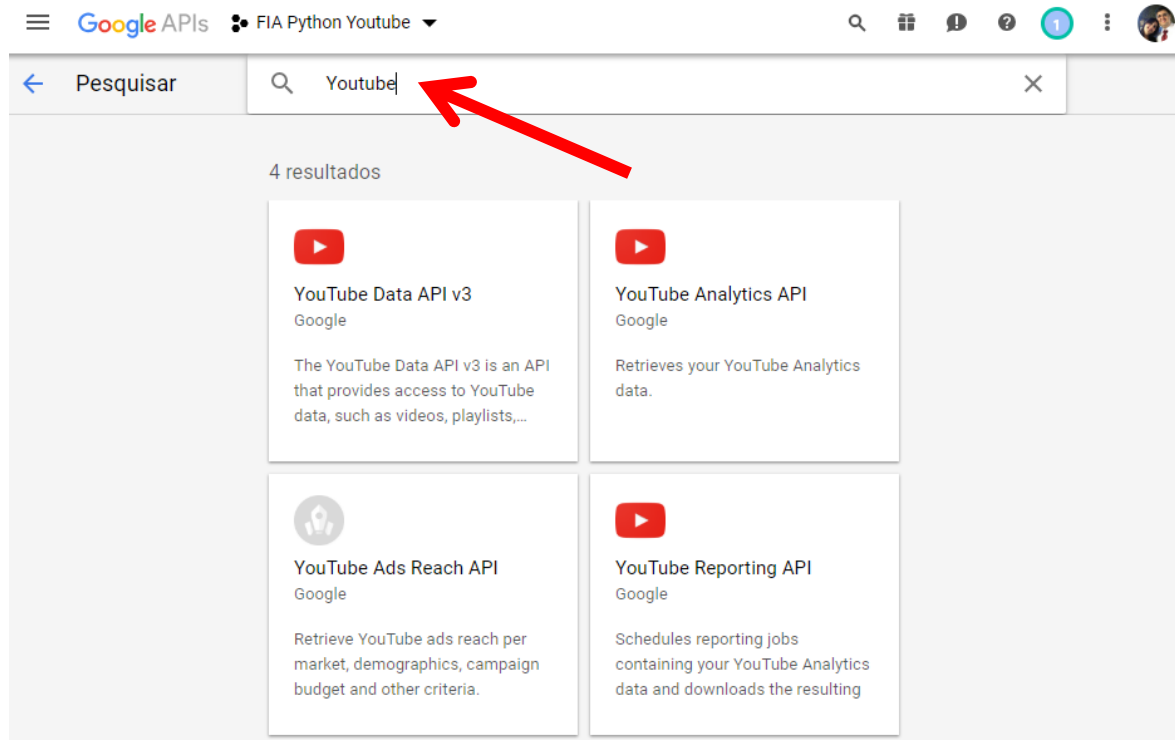 Google APIs FIA Python Youtube 1
Pesquisar Youtube
4 resultados
YouTube Data API v3
Google
The YouTube Data API v3 is an API
that provides access to YouTube
data, such as videos, playlists,...
YouTube Analytics API
Google
Retrieves your YouTube Analytics
data.
YouTube Ads Reach API
Google
Retrieve YouTube ads reach per
market, demographics, campaign
budget and other criteria.
YouTube Reporting API
Google
Schedules reporting jobs
containing your YouTube Analytics
data and downloads the resulting